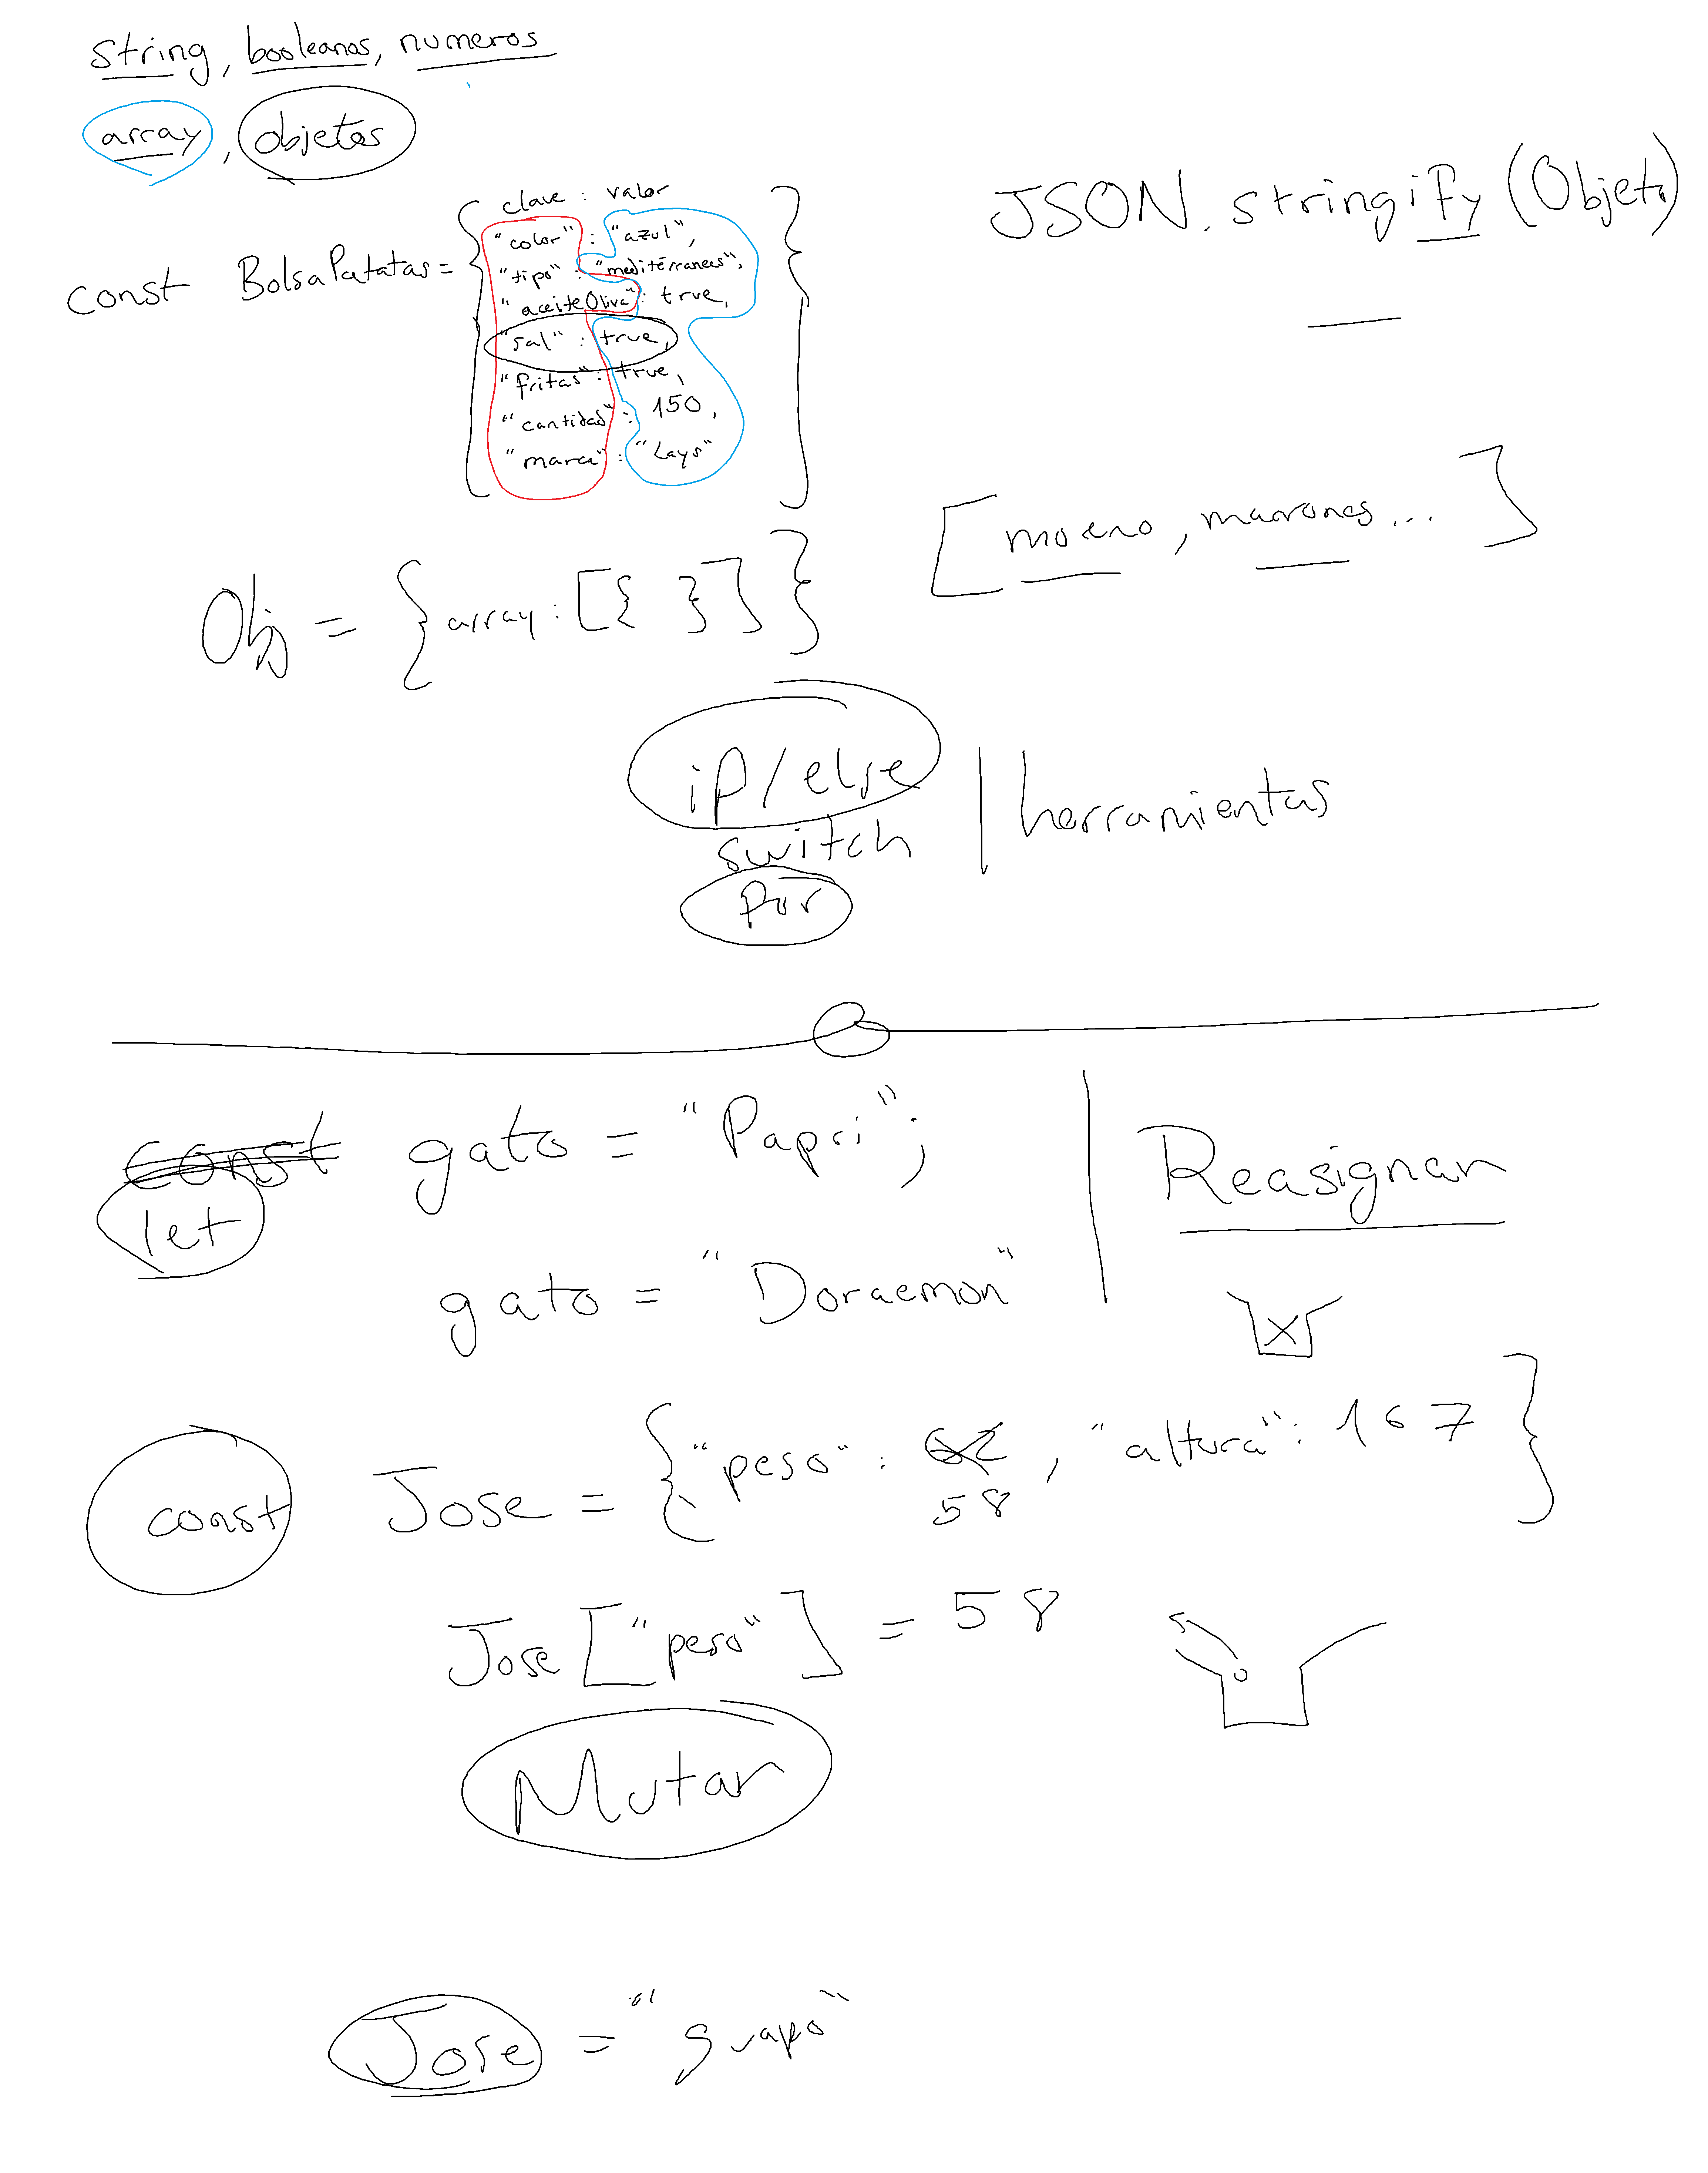 string, booleanos, numeros
array, objetos
JSON.stringify (Objeto)
clave : valor
const BolsaPatatas = {
"color" : "azul",
"tipo" : "mediterraneas",
"aceiteOliva" : true,
"sal" : true,
"fritas" : true,
"cantidad" : 150,
"marca" : "Lays"
}
[moreno, marrones...]
Obj = { array : [{ }] }
if/else
switch
for
herramientas
const gato = "Papri";
let
Reasignar
gato = "Doraemon"
X
const Jose = { "peso" : 62, "altura" : 167 }
58
Jose ["peso"] = 58
Mutar
Jose = "guapo"